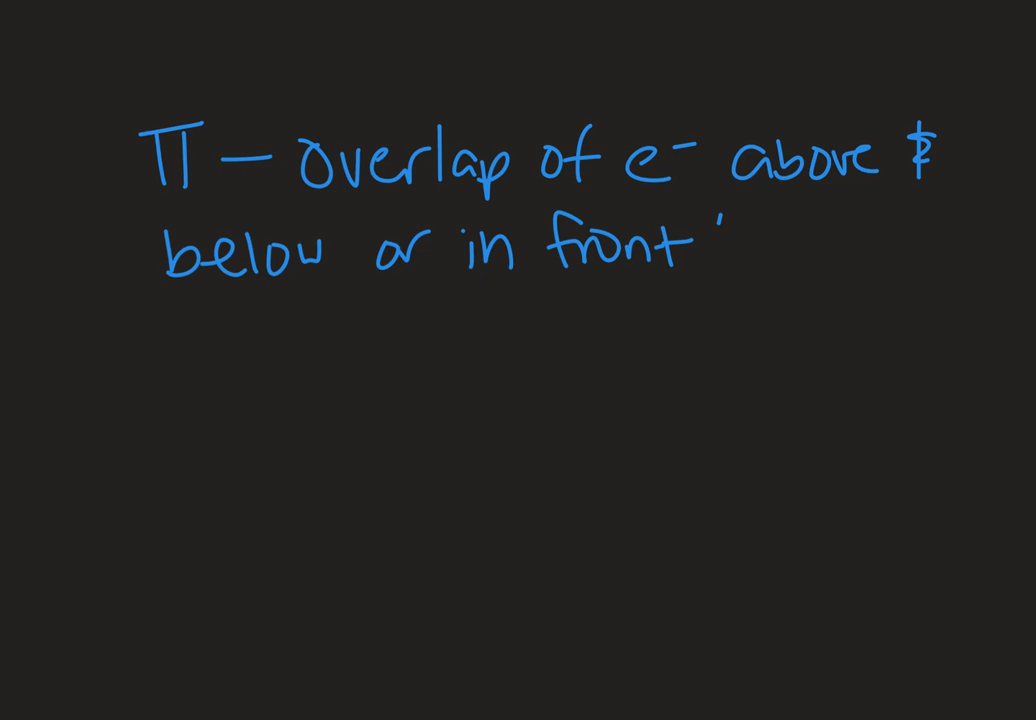 π — overlap of e⁻ above &
below or in front